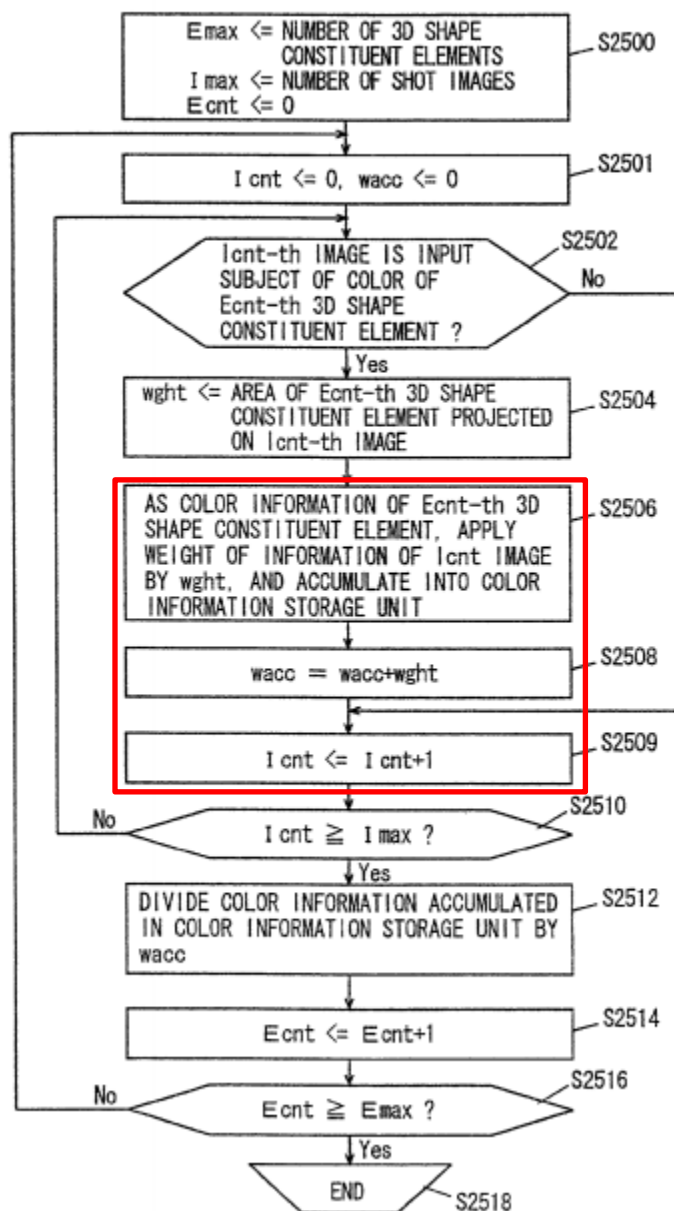 Emax <= NUMBER OF 3D SHAPE
CONSTITUENT ELEMENTS
Imax <= NUMBER OF SHOT IMAGES
Ecnt <= 0
S2500
Icnt <= 0, wacc <= 0
S2501
Icnt-th IMAGE IS INPUT
SUBJECT OF COLOR OF
Ecnt-th 3D SHAPE
CONSTITUENT ELEMENT ?
S2502
No
Yes
wght <= AREA OF Ecnt-th 3D SHAPE
CONSTITUENT ELEMENT PROJECTED
ON Icnt-th IMAGE
S2504
AS COLOR INFORMATION OF Ecnt-th 3D
SHAPE CONSTITUENT ELEMENT, APPLY
WEIGHT OF INFORMATION OF Icnt IMAGE
BY wght, AND ACCUMULATE INTO COLOR
INFORMATION STORAGE UNIT
S2506
wacc = wacc+wght
S2508
Icnt <= Icnt+1
S2509
Icnt ≧ Imax ?
S2510
No
Yes
DIVIDE COLOR INFORMATION ACCUMULATED
IN COLOR INFORMATION STORAGE UNIT BY
wacc
S2512
Ecnt <= Ecnt+1
S2514
Ecnt ≧ Emax ?
S2516
No
Yes
END
S2518